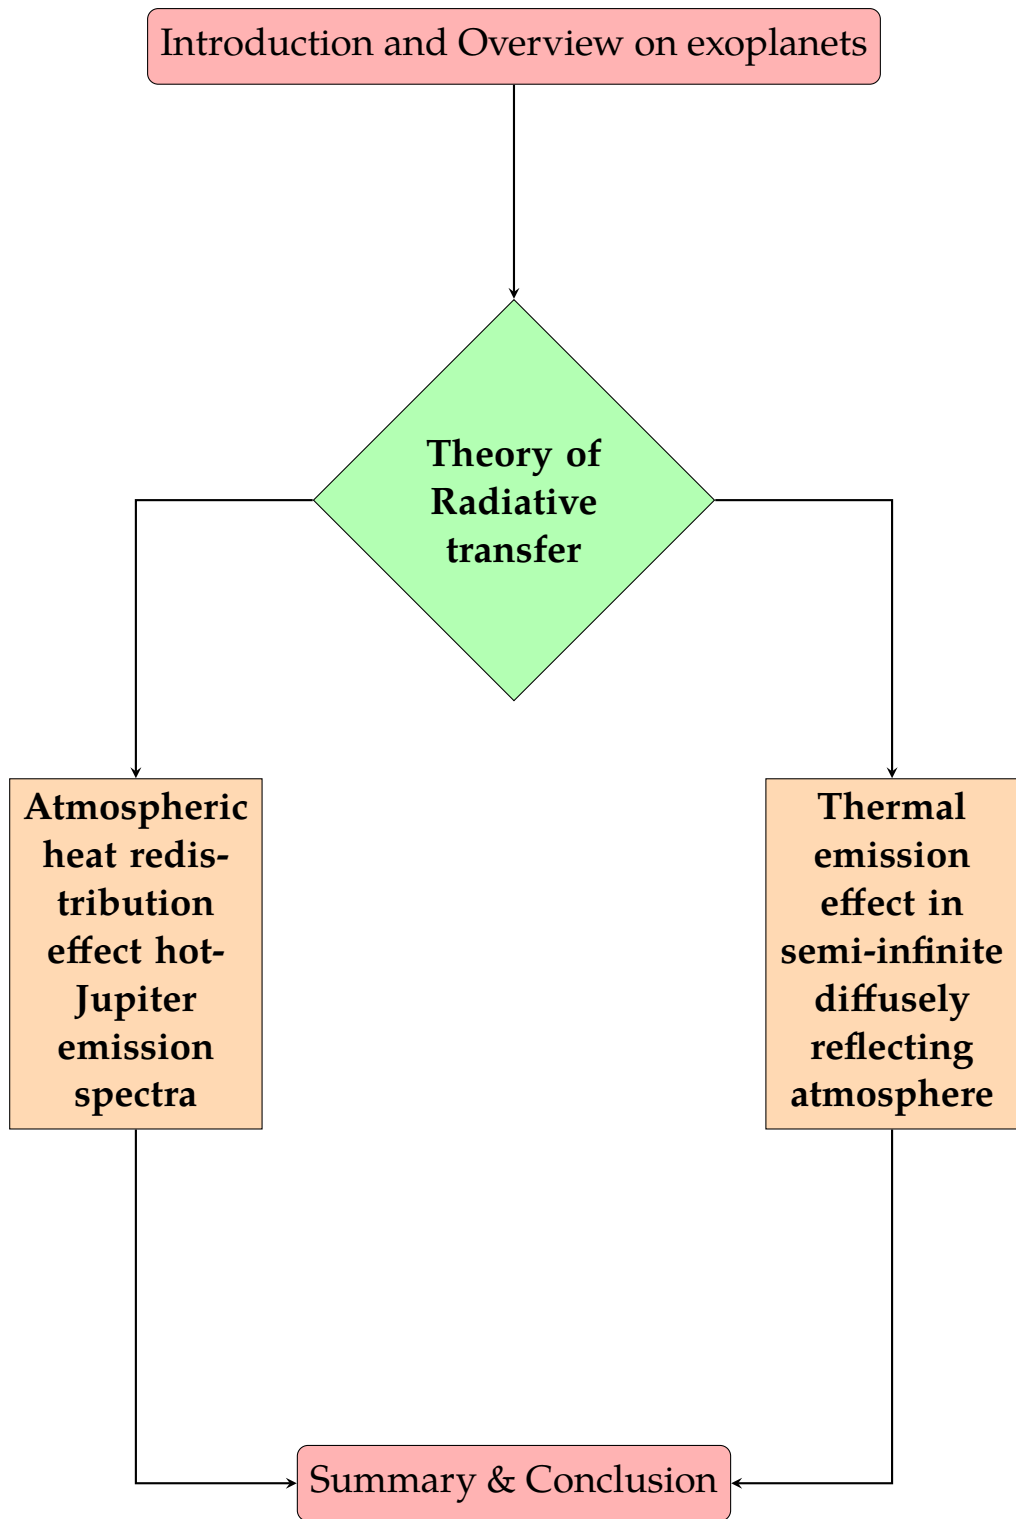 Introduction and Overview on exoplanets
Theory of
Radiative
transfer
Atmospheric
heat redis-
tribution
effect hot-
Jupiter
emission
spectra
Thermal
emission
effect in
semi-infinite
diffusely
reflecting
atmosphere
Summary & Conclusion